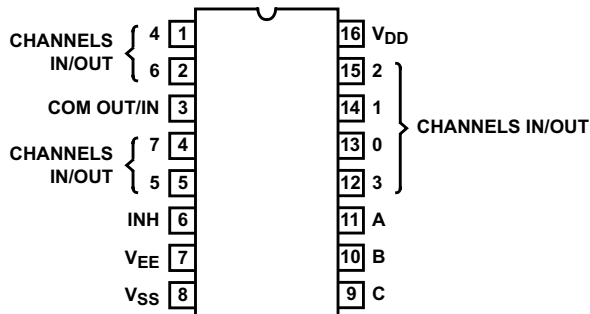 CHANNELS IN/OUT 4 1 16 VDD
6 2 15 2
COM OUT/IN 3 14 1 CHANNELS IN/OUT
CHANNELS IN/OUT 7 4 13 0
5 5 12 3
INH 6 11 A
VEE 7 10 B
VSS 8 9 C